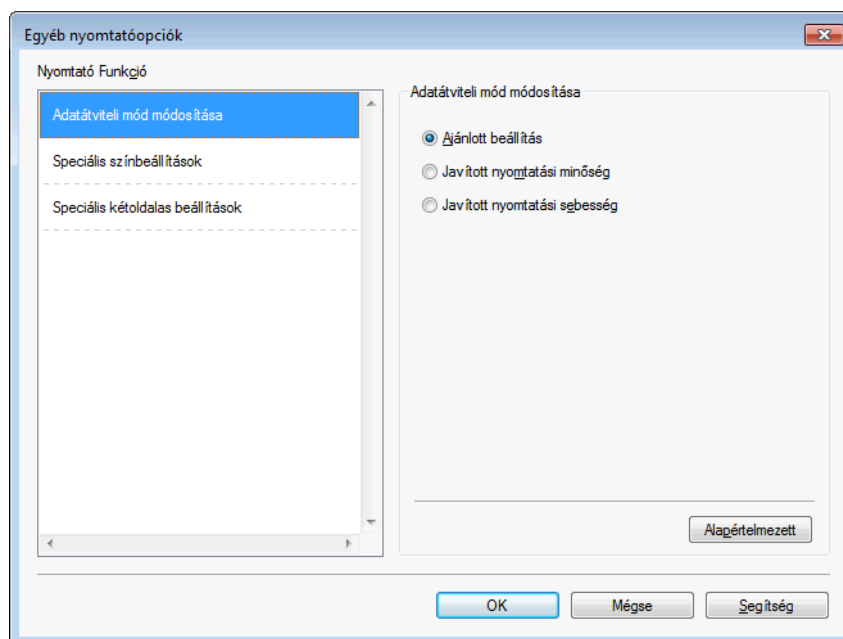 Egyéb nyomtatóopciók
Nyomtató Funkció
Adatátviteli mód módosítása
Speciális színbeállítások
Speciális kétoldalas beállítások
Adatátviteli mód módosítása
Ajánlott beállítás
Javított nyomtatási minőség
Javított nyomtatási sebesség
Alapértelmezett
OK
Mégse
Segítség